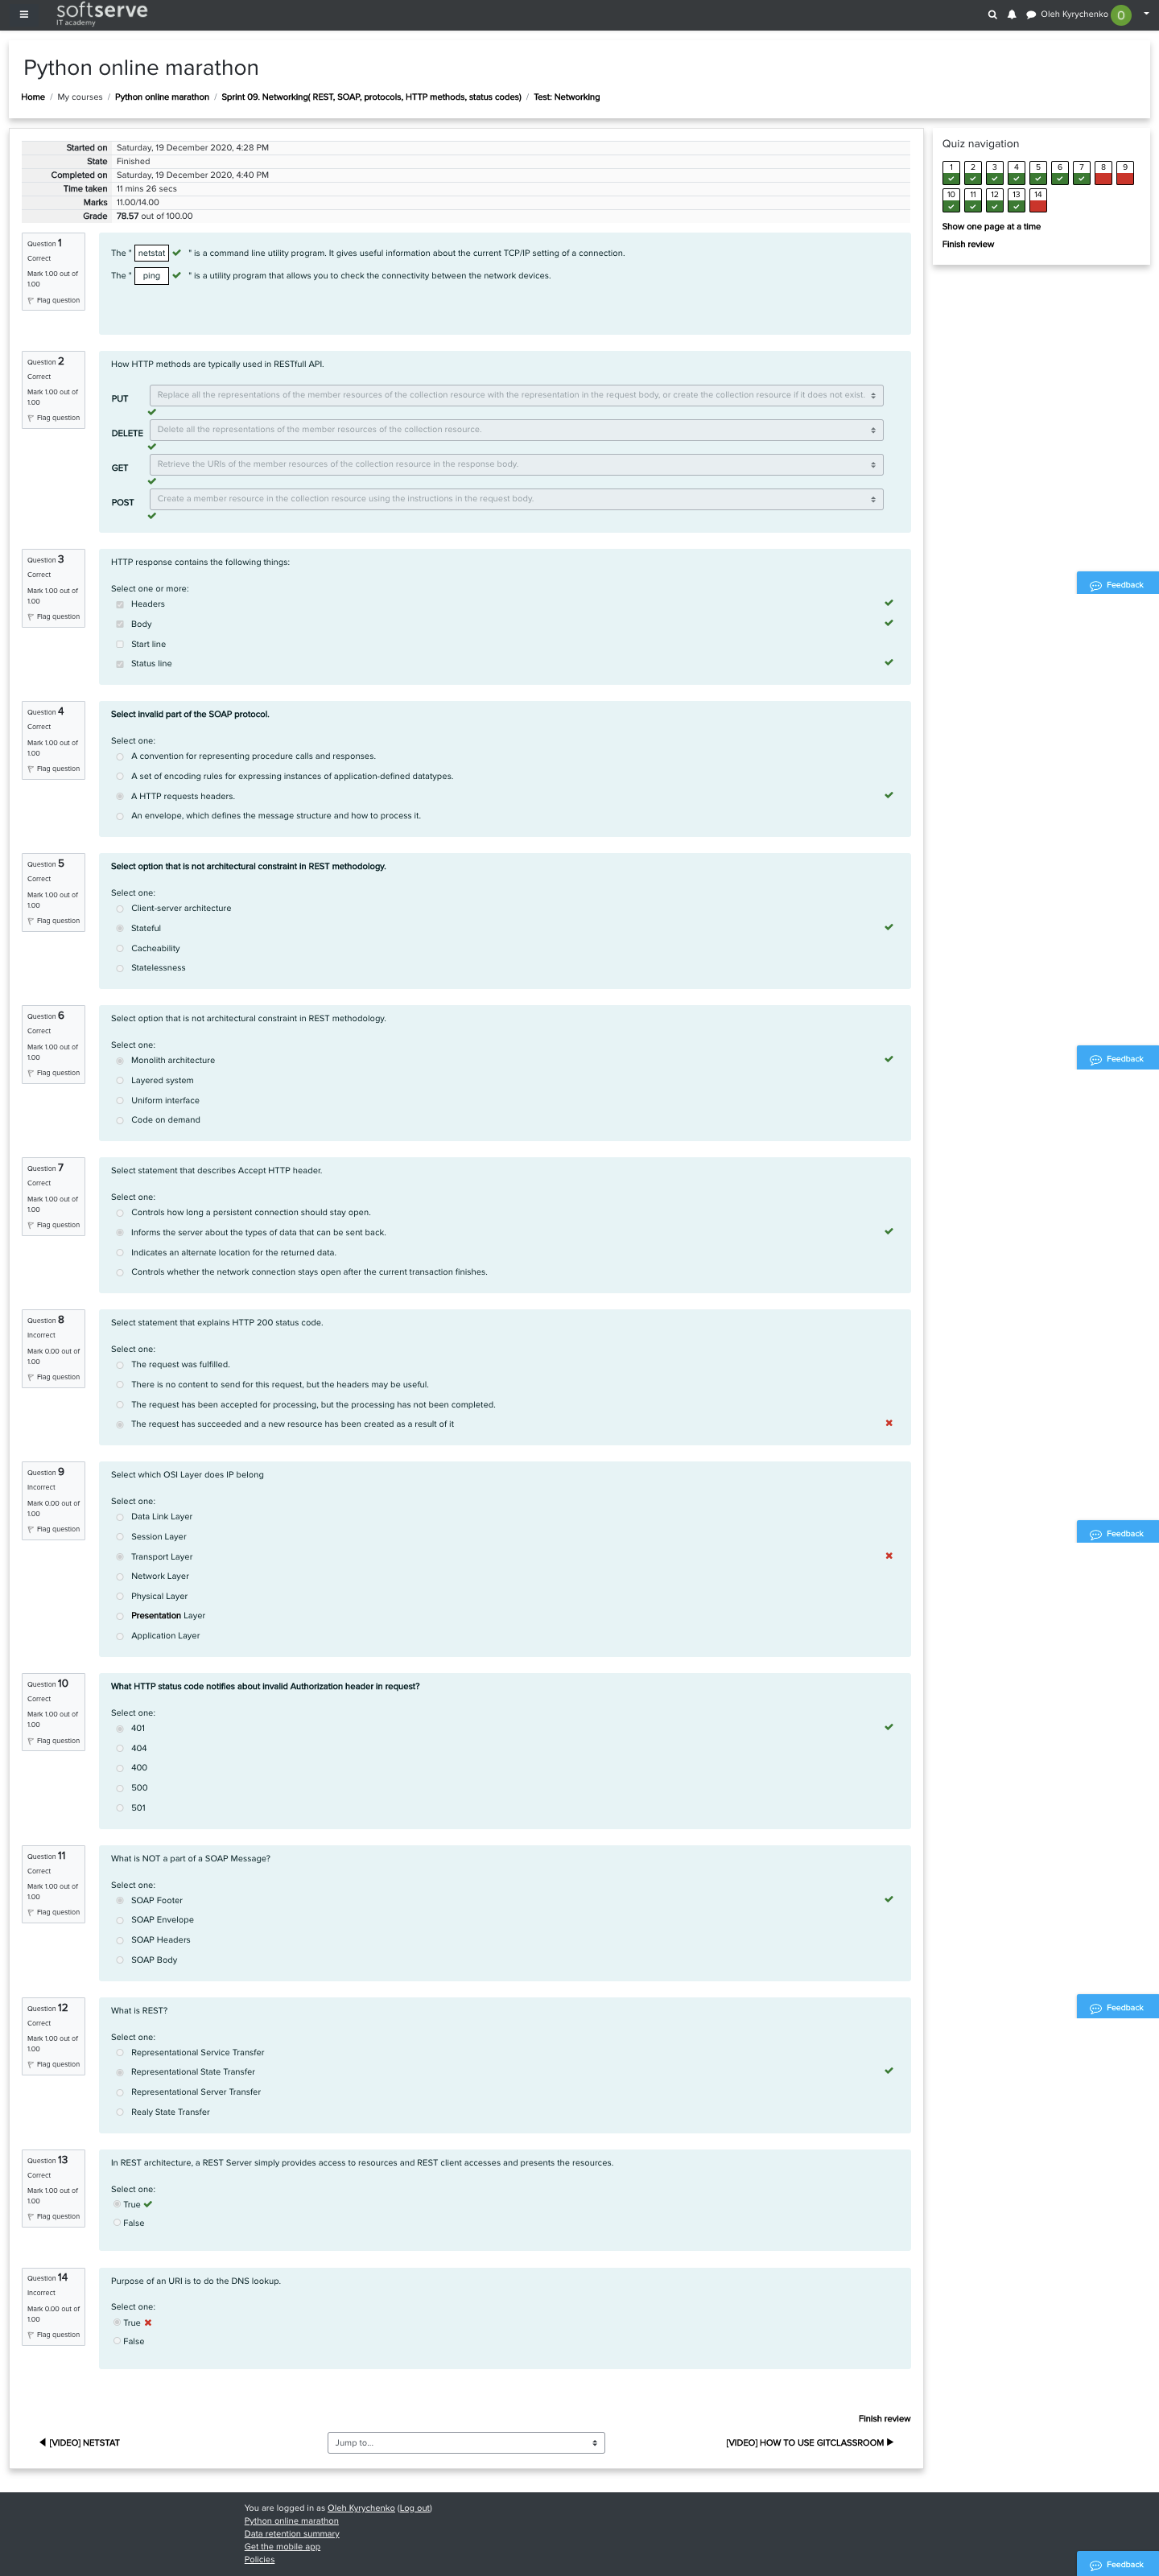 softserve
IT academy
Oleh Kyrychenko
Python online marathon
Home / My courses / Python online marathon / Sprint 09. Networking( REST, SOAP, protocols, HTTP methods, status codes) / Test: Networking
Started on Saturday, 19 December 2020, 4:28 PM
State Finished
Completed on Saturday, 19 December 2020, 4:40 PM
Time taken 11 mins 26 secs
Marks 11.00/14.00
Grade 78.57 out of 100.00
Quiz navigation
1 2 3 4 5 6 7 8 9
10 11 12 13 14
Show one page at a time
Finish review
Question 1
Correct
Mark 1.00 out of
1.00
Flag question
The " netstat " is a command line utility program. It gives useful information about the current TCP/IP setting of a connection.
The " ping " is a utility program that allows you to check the connectivity between the network devices.
Question 2
Correct
Mark 1.00 out of
1.00
Flag question
How HTTP methods are typically used in RESTfull API.
PUT Replace all the representations of the member resources of the collection resource with the representation in the request body, or create the collection resource if it does not exist.
DELETE Delete all the representations of the member resources of the collection resource.
GET Retrieve the URIs of the member resources of the collection resource in the response body.
POST Create a member resource in the collection resource using the instructions in the request body.
Question 3
Correct
Mark 1.00 out of
1.00
Flag question
HTTP response contains the following things:
Select one or more:
Headers
Body
Start line
Status line
Feedback
Question 4
Correct
Mark 1.00 out of
1.00
Flag question
Select invalid part of the SOAP protocol.
Select one:
A convention for representing procedure calls and responses.
A set of encoding rules for expressing instances of application-defined datatypes.
A HTTP requests headers.
An envelope, which defines the message structure and how to process it.
Question 5
Correct
Mark 1.00 out of
1.00
Flag question
Select option that is not architectural constraint in REST methodology.
Select one:
Client-server architecture
Stateful
Cacheability
Statelessness
Question 6
Correct
Mark 1.00 out of
1.00
Flag question
Select option that is not architectural constraint in REST methodology.
Select one:
Monolith architecture
Layered system
Uniform interface
Code on demand
Feedback
Question 7
Correct
Mark 1.00 out of
1.00
Flag question
Select statement that describes Accept HTTP header.
Select one:
Controls how long a persistent connection should stay open.
Informs the server about the types of data that can be sent back.
Indicates an alternate location for the returned data.
Controls whether the network connection stays open after the current transaction finishes.
Question 8
Incorrect
Mark 0.00 out of
1.00
Flag question
Select statement that explains HTTP 200 status code.
Select one:
The request was fulfilled.
There is no content to send for this request, but the headers may be useful.
The request has been accepted for processing, but the processing has not been completed.
The request has succeeded and a new resource has been created as a result of it
Question 9
Incorrect
Mark 0.00 out of
1.00
Flag question
Select which OSI Layer does IP belong
Select one:
Data Link Layer
Session Layer
Transport Layer
Network Layer
Physical Layer
Presentation Layer
Application Layer
Feedback
Question 10
Correct
Mark 1.00 out of
1.00
Flag question
What HTTP status code notifies about invalid Authorization header in request?
Select one:
401
404
400
500
501
Question 11
Correct
Mark 1.00 out of
1.00
Flag question
What is NOT a part of a SOAP Message?
Select one:
SOAP Footer
SOAP Envelope
SOAP Headers
SOAP Body
Question 12
Correct
Mark 1.00 out of
1.00
Flag question
What is REST?
Select one:
Representational Service Transfer
Representational State Transfer
Representational Server Transfer
Realy State Transfer
Feedback
Question 13
Correct
Mark 1.00 out of
1.00
Flag question
In REST architecture, a REST Server simply provides access to resources and REST client accesses and presents the resources.
Select one:
True
False
Question 14
Incorrect
Mark 0.00 out of
1.00
Flag question
Purpose of an URI is to do the DNS lookup.
Select one:
True
False
Finish review
[VIDEO] NETSTAT
Jump to...
[VIDEO] HOW TO USE GITCLASSROOM
You are logged in as Oleh Kyrychenko (Log out)
Python online marathon
Data retention summary
Get the mobile app
Policies
Feedback